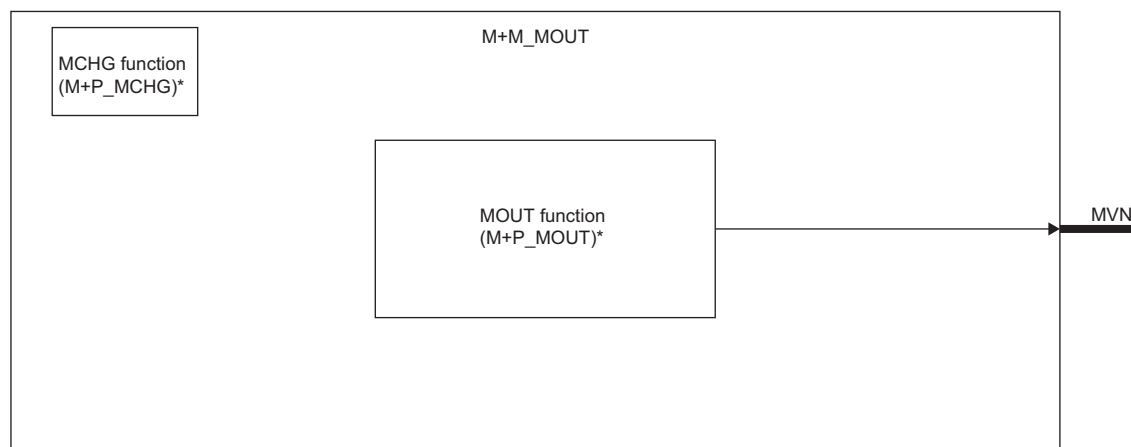 M+M_MOUT
MCHG function
(M+P_MCHG)*
MOUT function
(M+P_MOUT)*
MVN